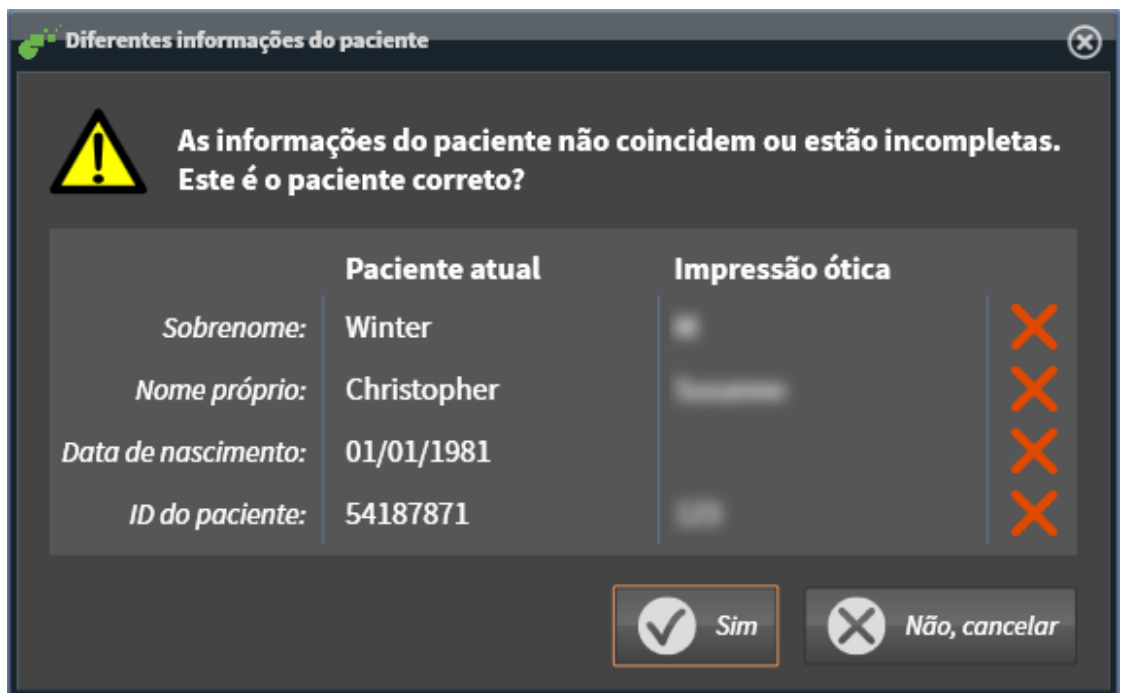 Diferentes informações do paciente
As informações do paciente não coincidem ou estão incompletas.
Este é o paciente correto?
Paciente atual Impressão ótica
Sobrenome: Winter
Nome próprio: Christopher
Data de nascimento: 01/01/1981
ID do paciente: 54187871
Sim Não, cancelar